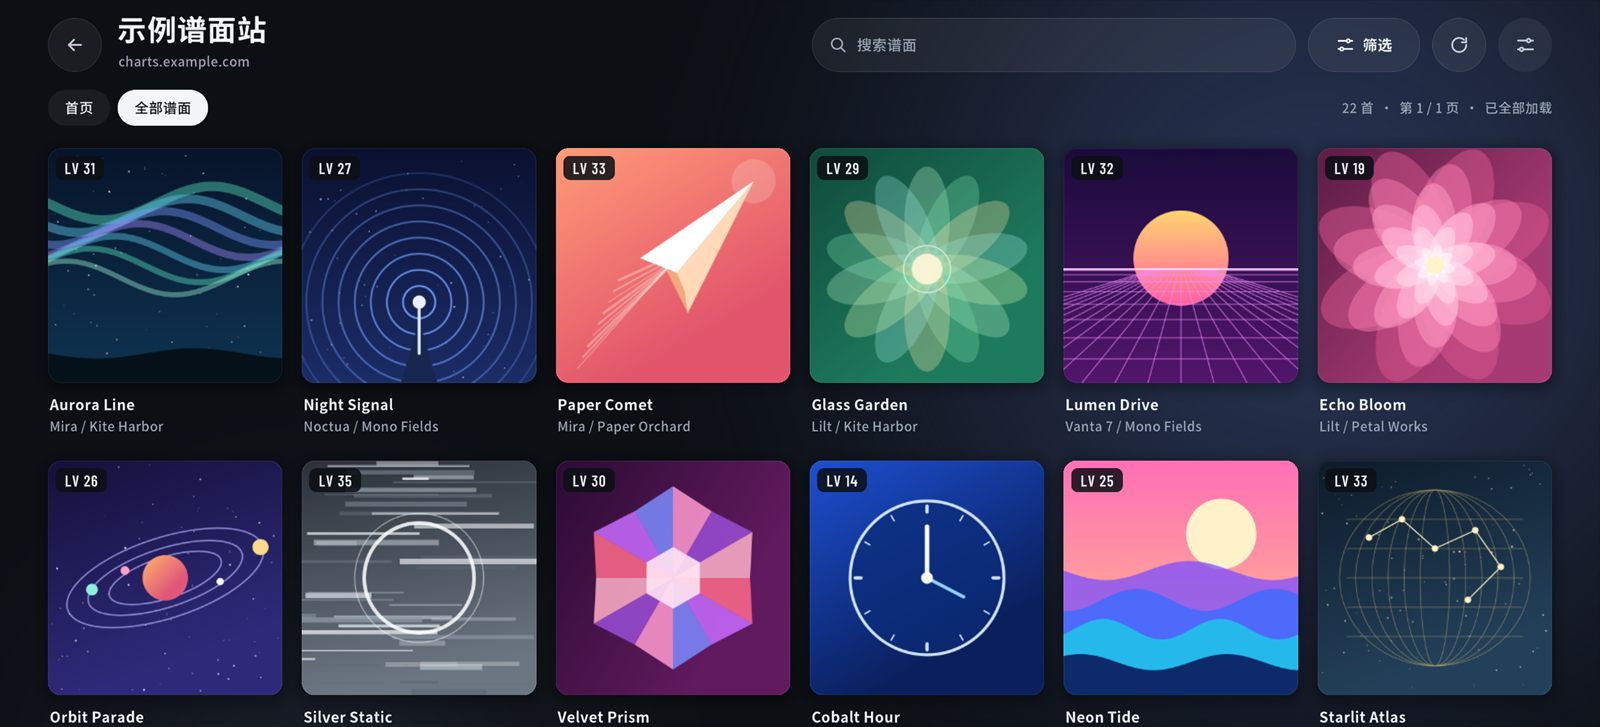 示例谱面站
charts.example.com
搜索谱面
筛选
首页
全部谱面
22 首 · 第 1 / 1 页 · 已全部加载
LV 31
LV 27
LV 33
LV 29
LV 32
LV 19
Aurora Line
Night Signal
Paper Comet
Glass Garden
Lumen Drive
Echo Bloom
Mira / Kite Harbor
Noctua / Mono Fields
Mira / Paper Orchard
Lilt / Kite Harbor
Vanta 7 / Mono Fields
Lilt / Petal Works
LV 26
LV 35
LV 30
LV 14
LV 25
LV 33
Orbit Parade
Silver Static
Velvet Prism
Cobalt Hour
Neon Tide
Starlit Atlas